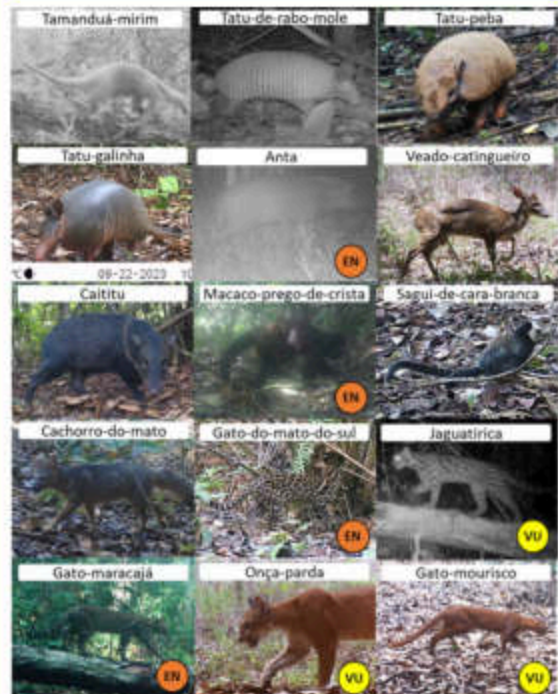 Tamanduá-mirim
Tatu-de-rabo-mole
Tatu-peba
Tatu-galinha
Anta
Veado-catingueiro
EN
09-22-2023 10
Caititu
Macaco-prego-de-crista
Sagui-de-cara-branca
EN
Cachorro-do-mato
Gato-do-mato-do-sul
Jaguatirica
EN
VU
Gato-maracajá
Onça-parda
Gato-mourisco
EN
VU
VU